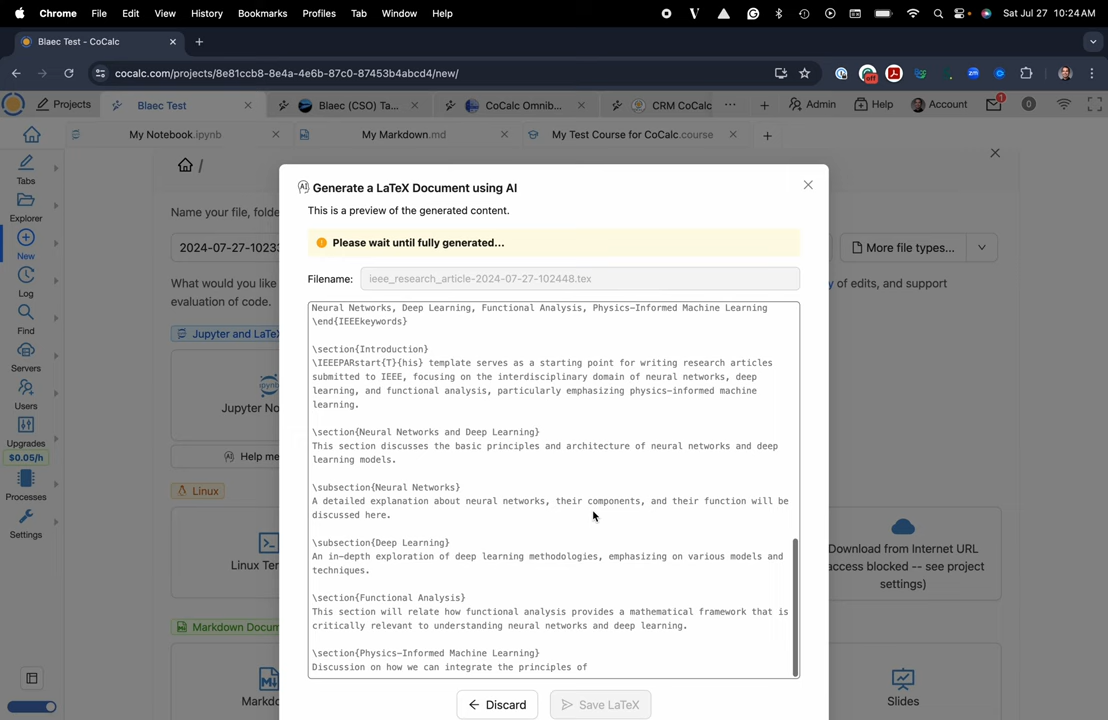 Chrome File Edit View History Bookmarks Profiles Tab Window Help Sat Jul 27 10:24 AM
Blaec Test - CoCalc
cocalc.com/projects/8e81ccb8-8e4a-4e6b-87c0-87453b4abcd4/new/
Projects Blaec Test Blaec (CSO) Ta... CoCalc Omnib... CRM CoCalc Admin Help Account 1 0
My Notebook.ipynb My Markdown.md My Test Course for CoCalc.course
Tabs
Explorer
New
Log
Find
Servers
Users
Upgrades
$0.05/h
Processes
Settings
/
Name your file, folde
2024-07-27-1023
More file types...
What would you like
y of edits, and support
evaluation of code.
Jupyter and LaTe
ipynb
Jupyter No
AI Help me
Linux
Linux Ter
Download from Internet URL
access blocked -- see project
settings)
Markdown Docum
Markdo
Slides
AI Generate a LaTeX Document using AI
This is a preview of the generated content.
Please wait until fully generated...
Filename: ieee_research_article-2024-07-27-102448.tex
Neural Networks, Deep Learning, Functional Analysis, Physics-Informed Machine Learning
\end{IEEEkeywords}
\section{Introduction}
\IEEEPARstart{T}{his} template serves as a starting point for writing research articles
submitted to IEEE, focusing on the interdisciplinary domain of neural networks, deep
learning, and functional analysis, particularly emphasizing physics-informed machine
learning.
\section{Neural Networks and Deep Learning}
This section discusses the basic principles and architecture of neural networks and deep
learning models.
\subsection{Neural Networks}
A detailed explanation about neural networks, their components, and their function will be
discussed here.
\subsection{Deep Learning}
An in-depth exploration of deep learning methodologies, emphasizing on various models and
techniques.
\section{Functional Analysis}
This section will relate how functional analysis provides a mathematical framework that is
critically relevant to understanding neural networks and deep learning.
\section{Physics-Informed Machine Learning}
Discussion on how we can integrate the principles of
Discard Save LaTeX